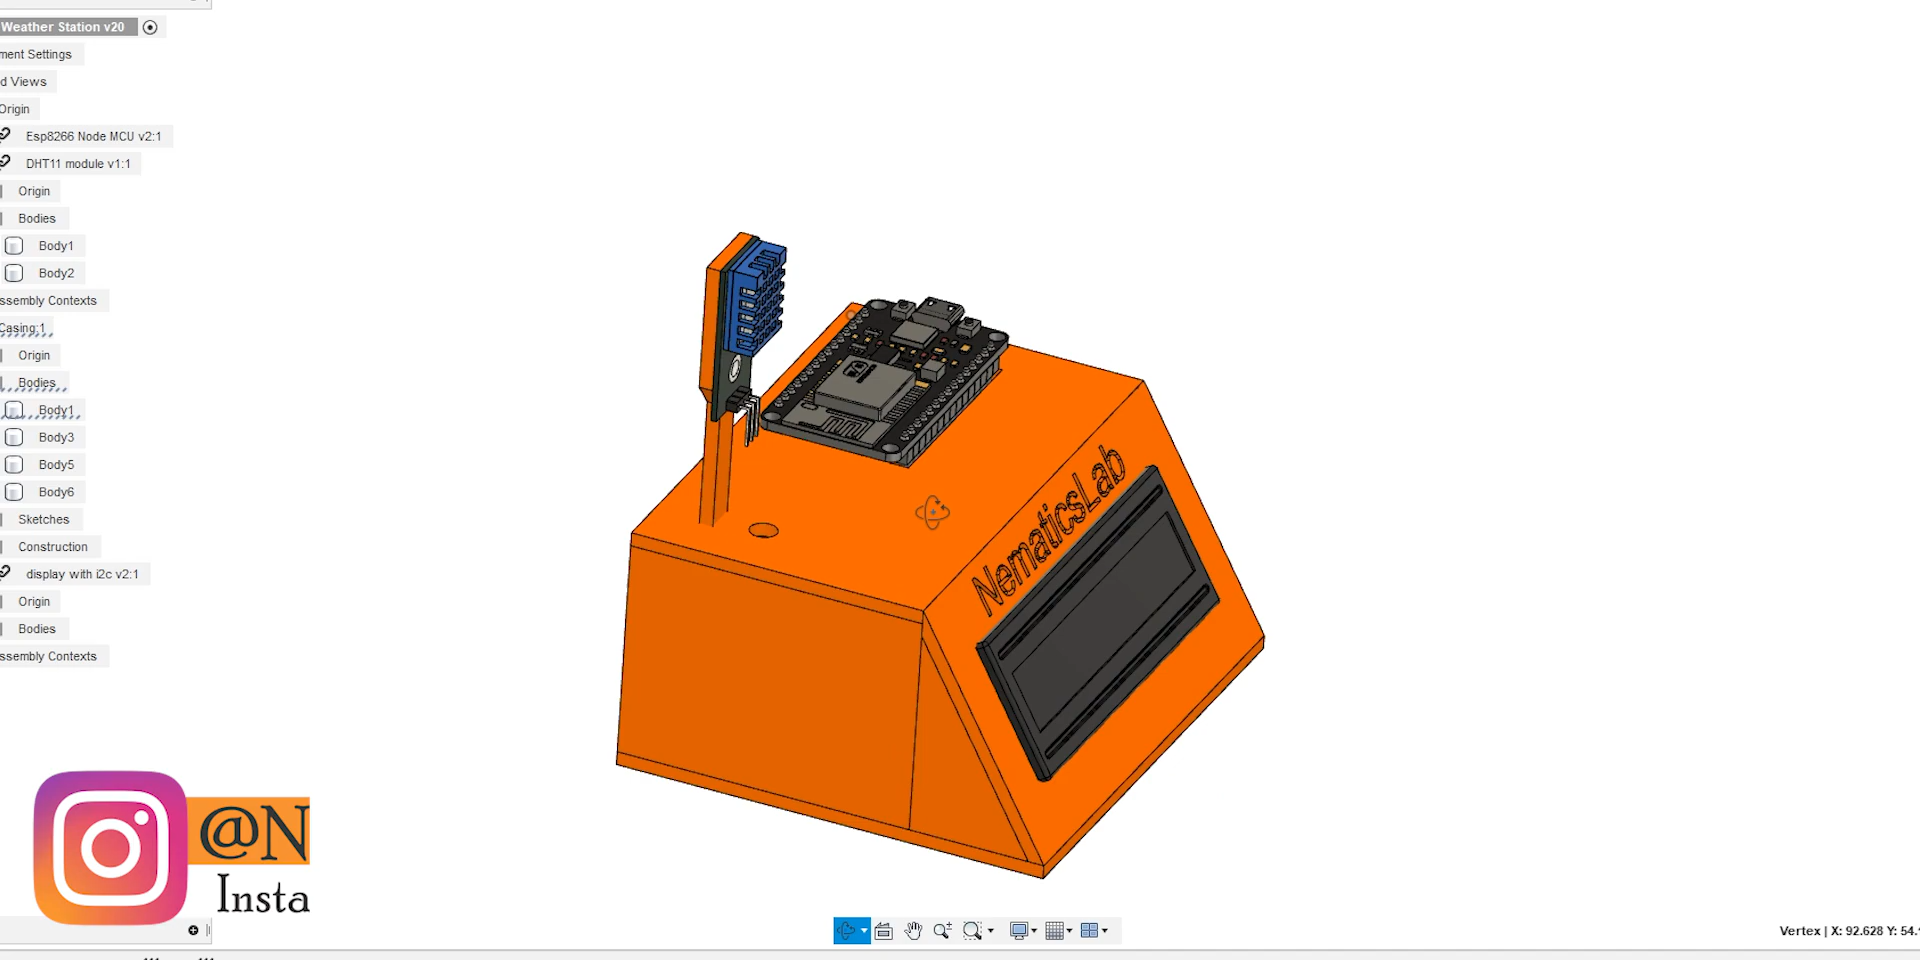 Weather Station v20
ment Settings
d Views
Origin
Esp8266 Node MCU v2:1
DHT11 module v1:1
Origin
Bodies
Body1
Body2
ssembly Contexts
Casing:1
Origin
Bodies
Body1
Body3
Body5
Body6
Sketches
Construction
display with i2c v2:1
Origin
Bodies
ssembly Contexts
NematicsLab
@N
Insta
Vertex | X: 92.628 Y: 54.